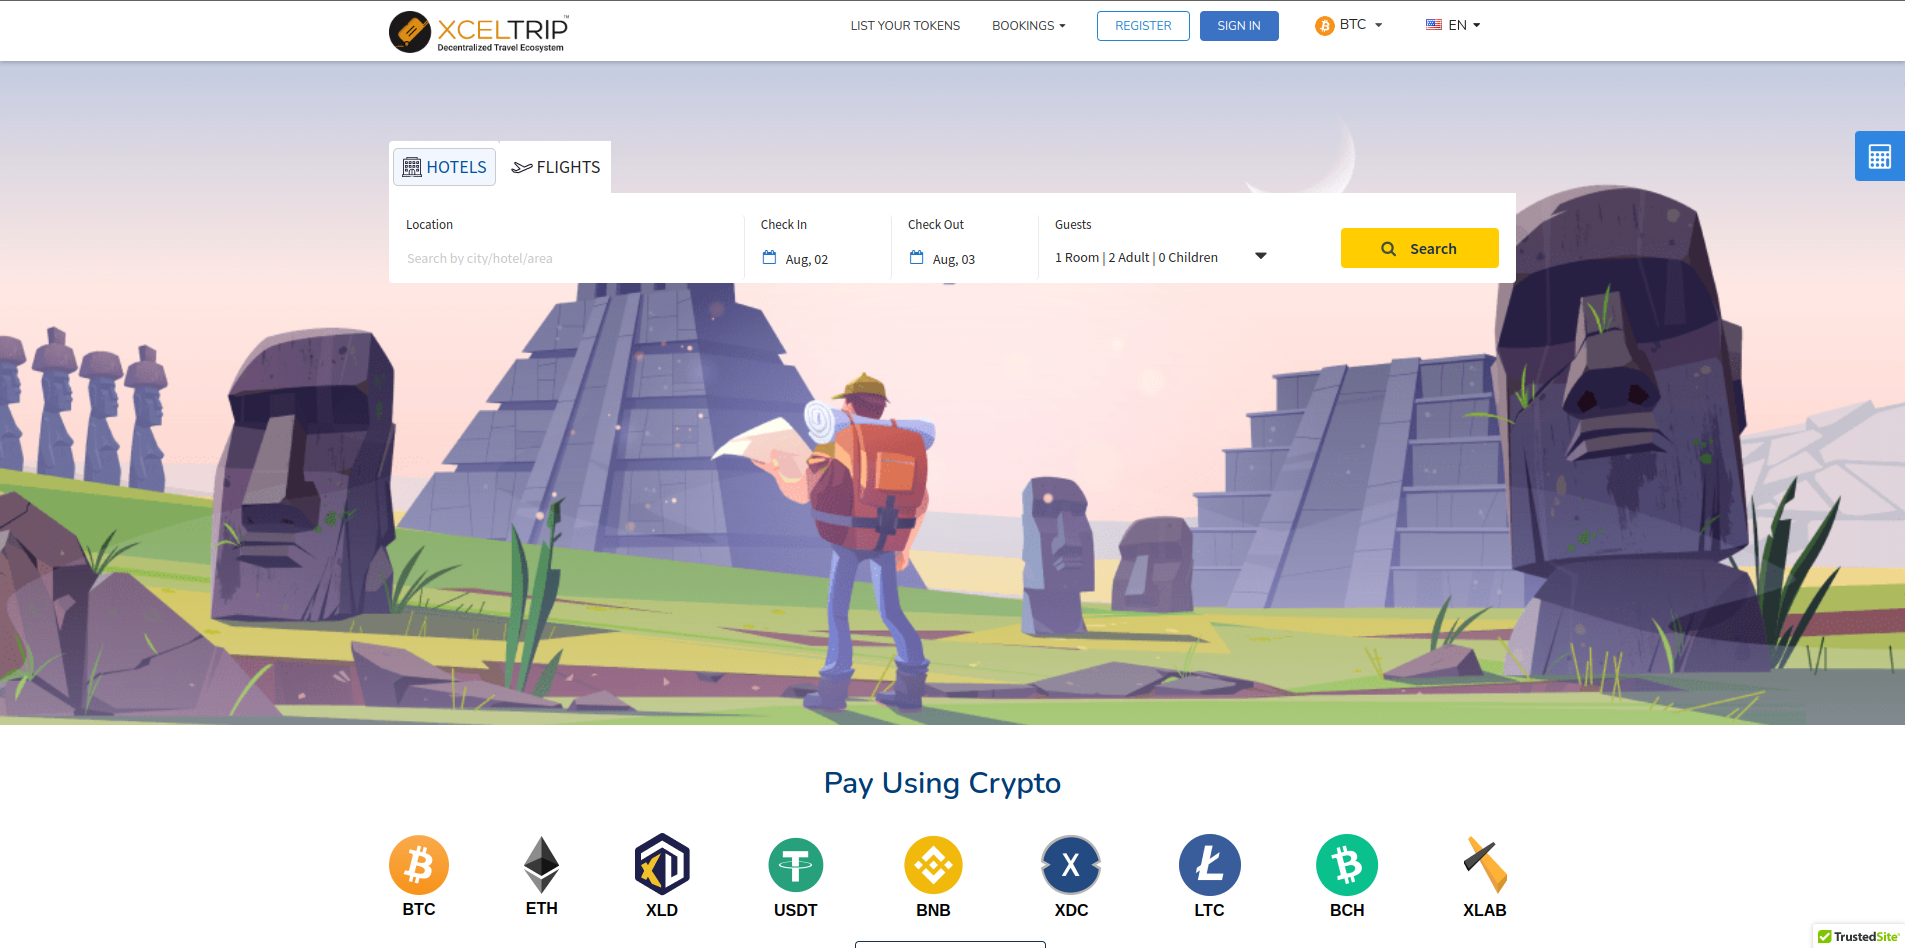 XCELTRIP™
Decentralized Travel Ecosystem
LIST YOUR TOKENS
BOOKINGS
REGISTER
SIGN IN
BTC
EN
HOTELS
FLIGHTS
Location
Check In
Check Out
Guests
Search by city/hotel/area
Aug, 02
Aug, 03
1 Room | 2 Adult | 0 Children
Search
Pay Using Crypto
BTC
ETH
XLD
USDT
BNB
XDC
LTC
BCH
XLAB
TrustedSite